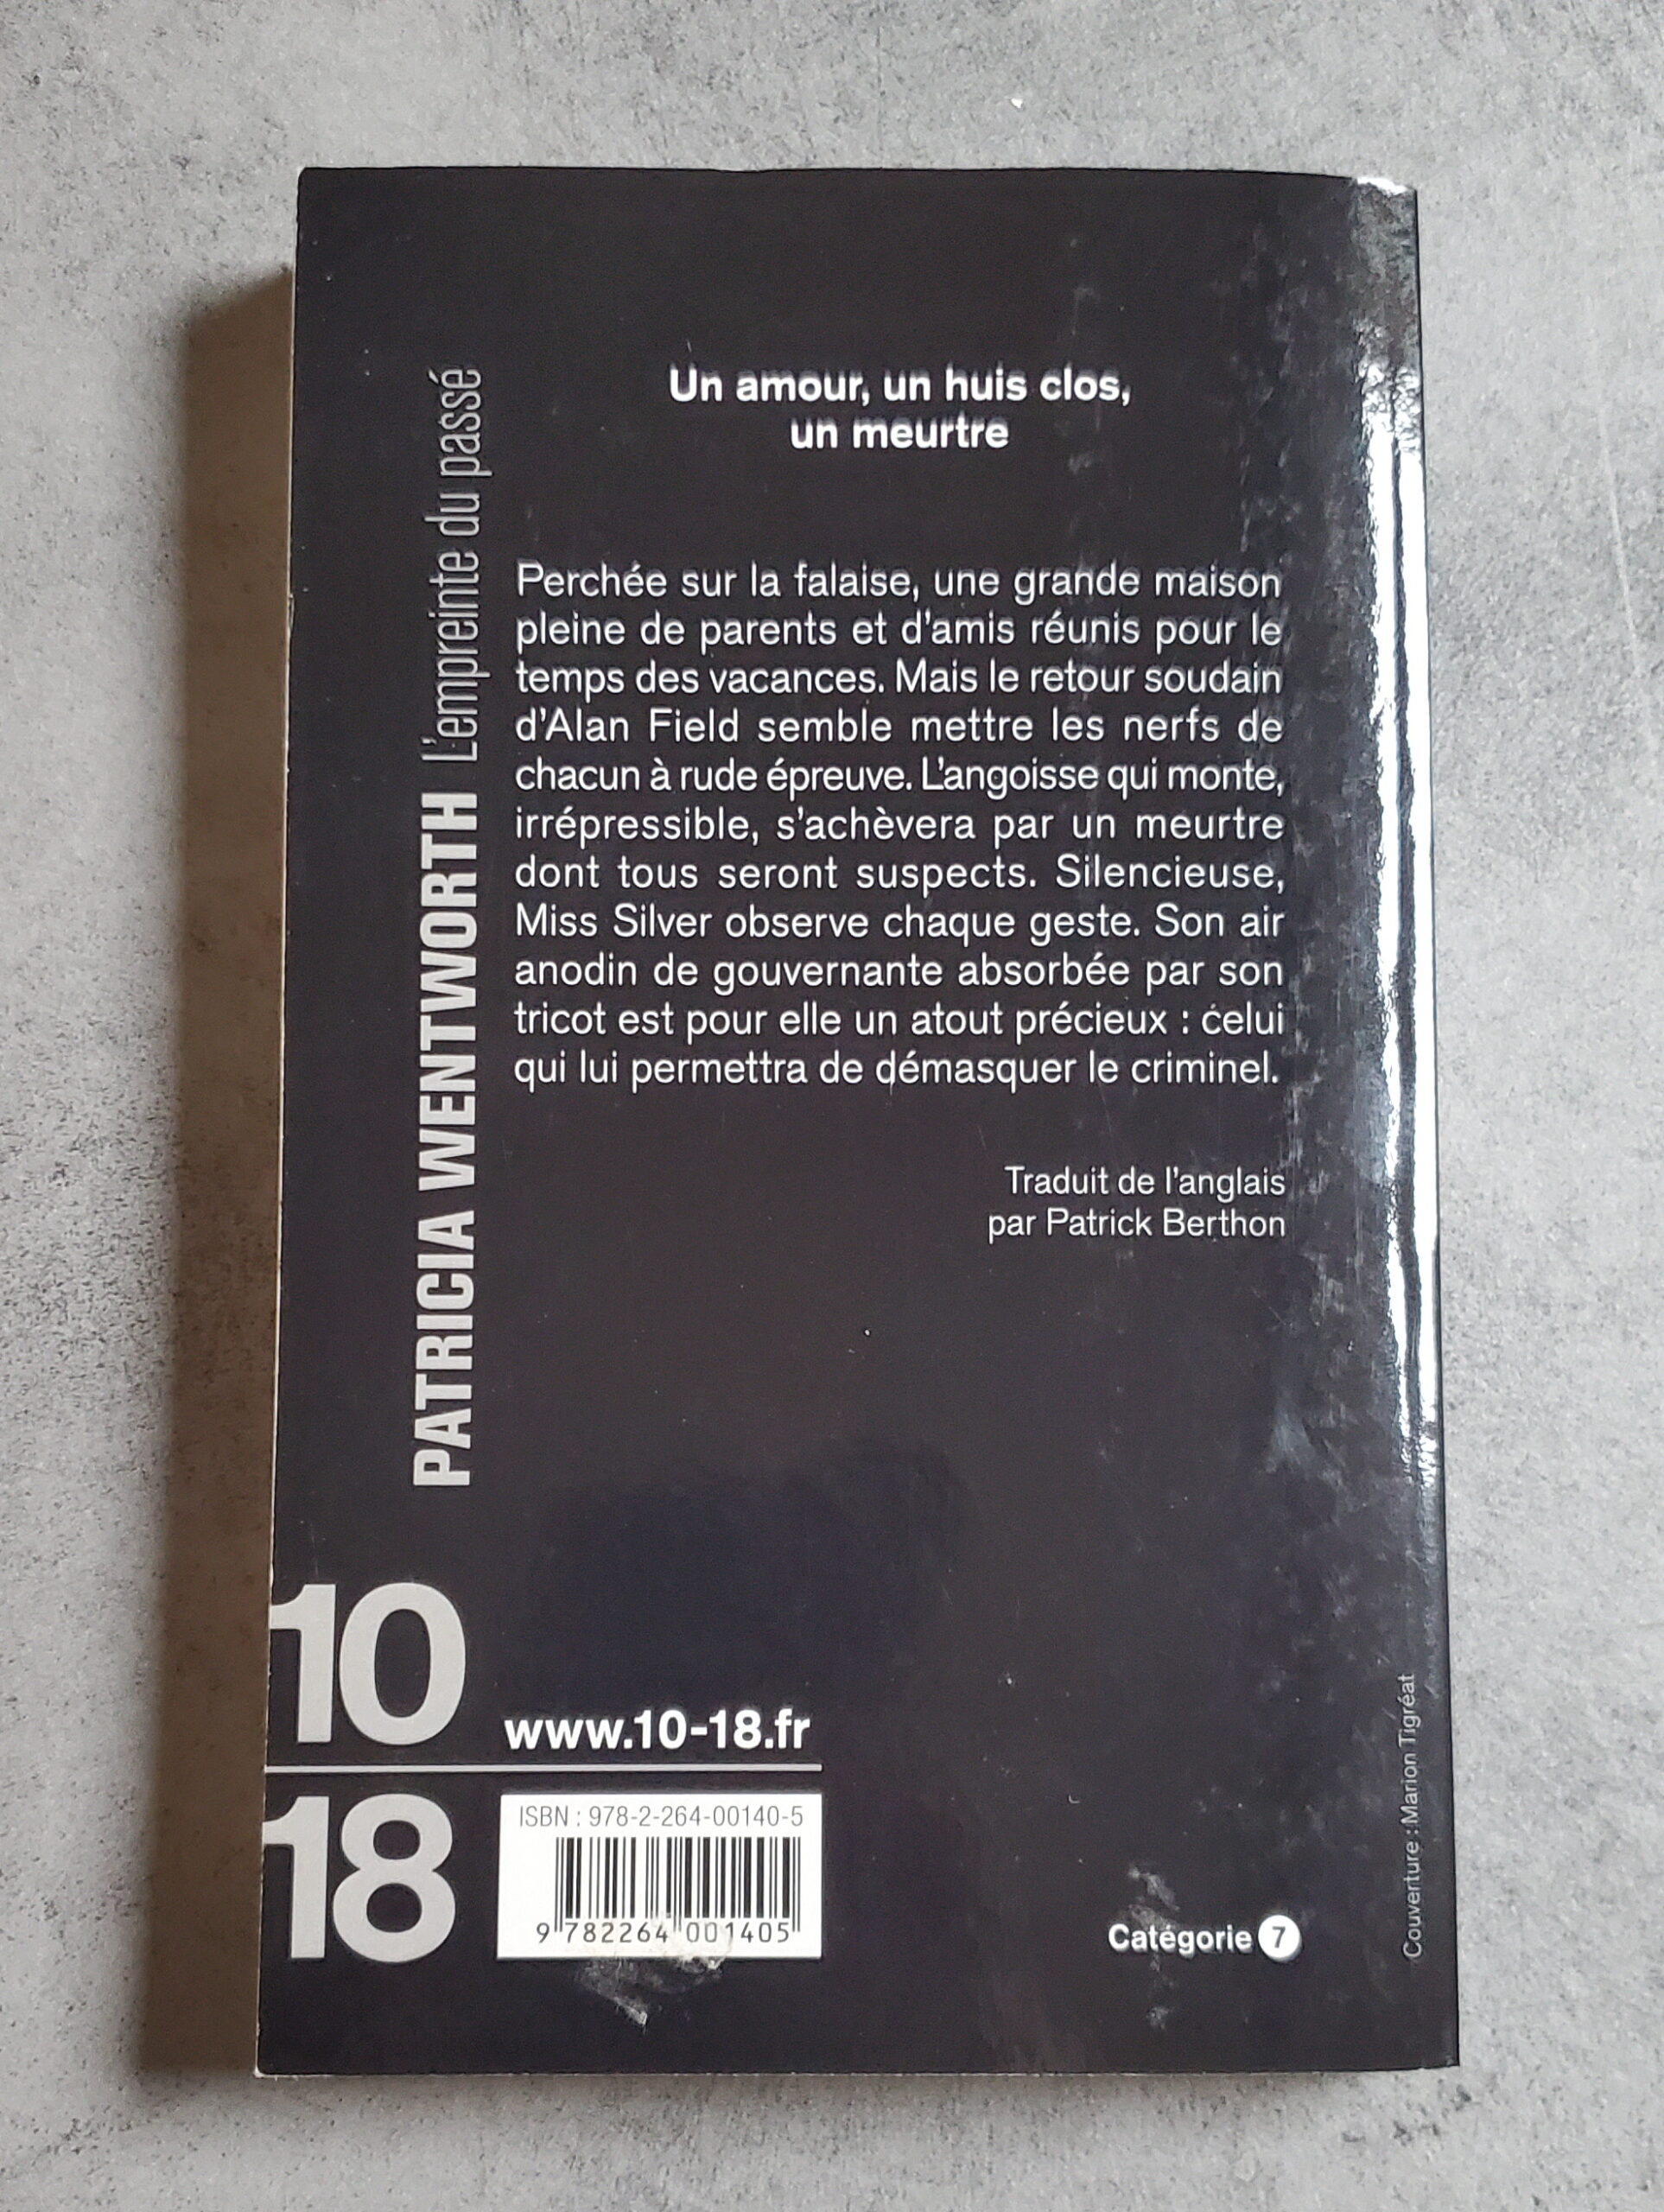 Un amour, un huis clos,
un meurtre
Perchée sur la falaise, une grande maison
pleine de parents et d'amis réunis pour le
temps des vacances. Mais le retour soudain
d'Alan Field semble mettre les nerfs de
chacun à rude épreuve. L'angoisse qui monte,
irrépressible, s'achèvera par un meurtre
dont tous seront suspects. Silencieuse,
Miss Silver observe chaque geste. Son air
anodin de gouvernante absorbée par son
tricot est pour elle un atout précieux : celui
qui lui permettra de démasquer le criminel.
Traduit de l'anglais
par Patrick Berthon
PATRICIA WENTWORTH L'empreinte du passé
10
18
www.10-18.fr
ISBN : 978-2-264-00140-5
9 782264 001405
Catégorie 7
Couverture : Marion Tigréat